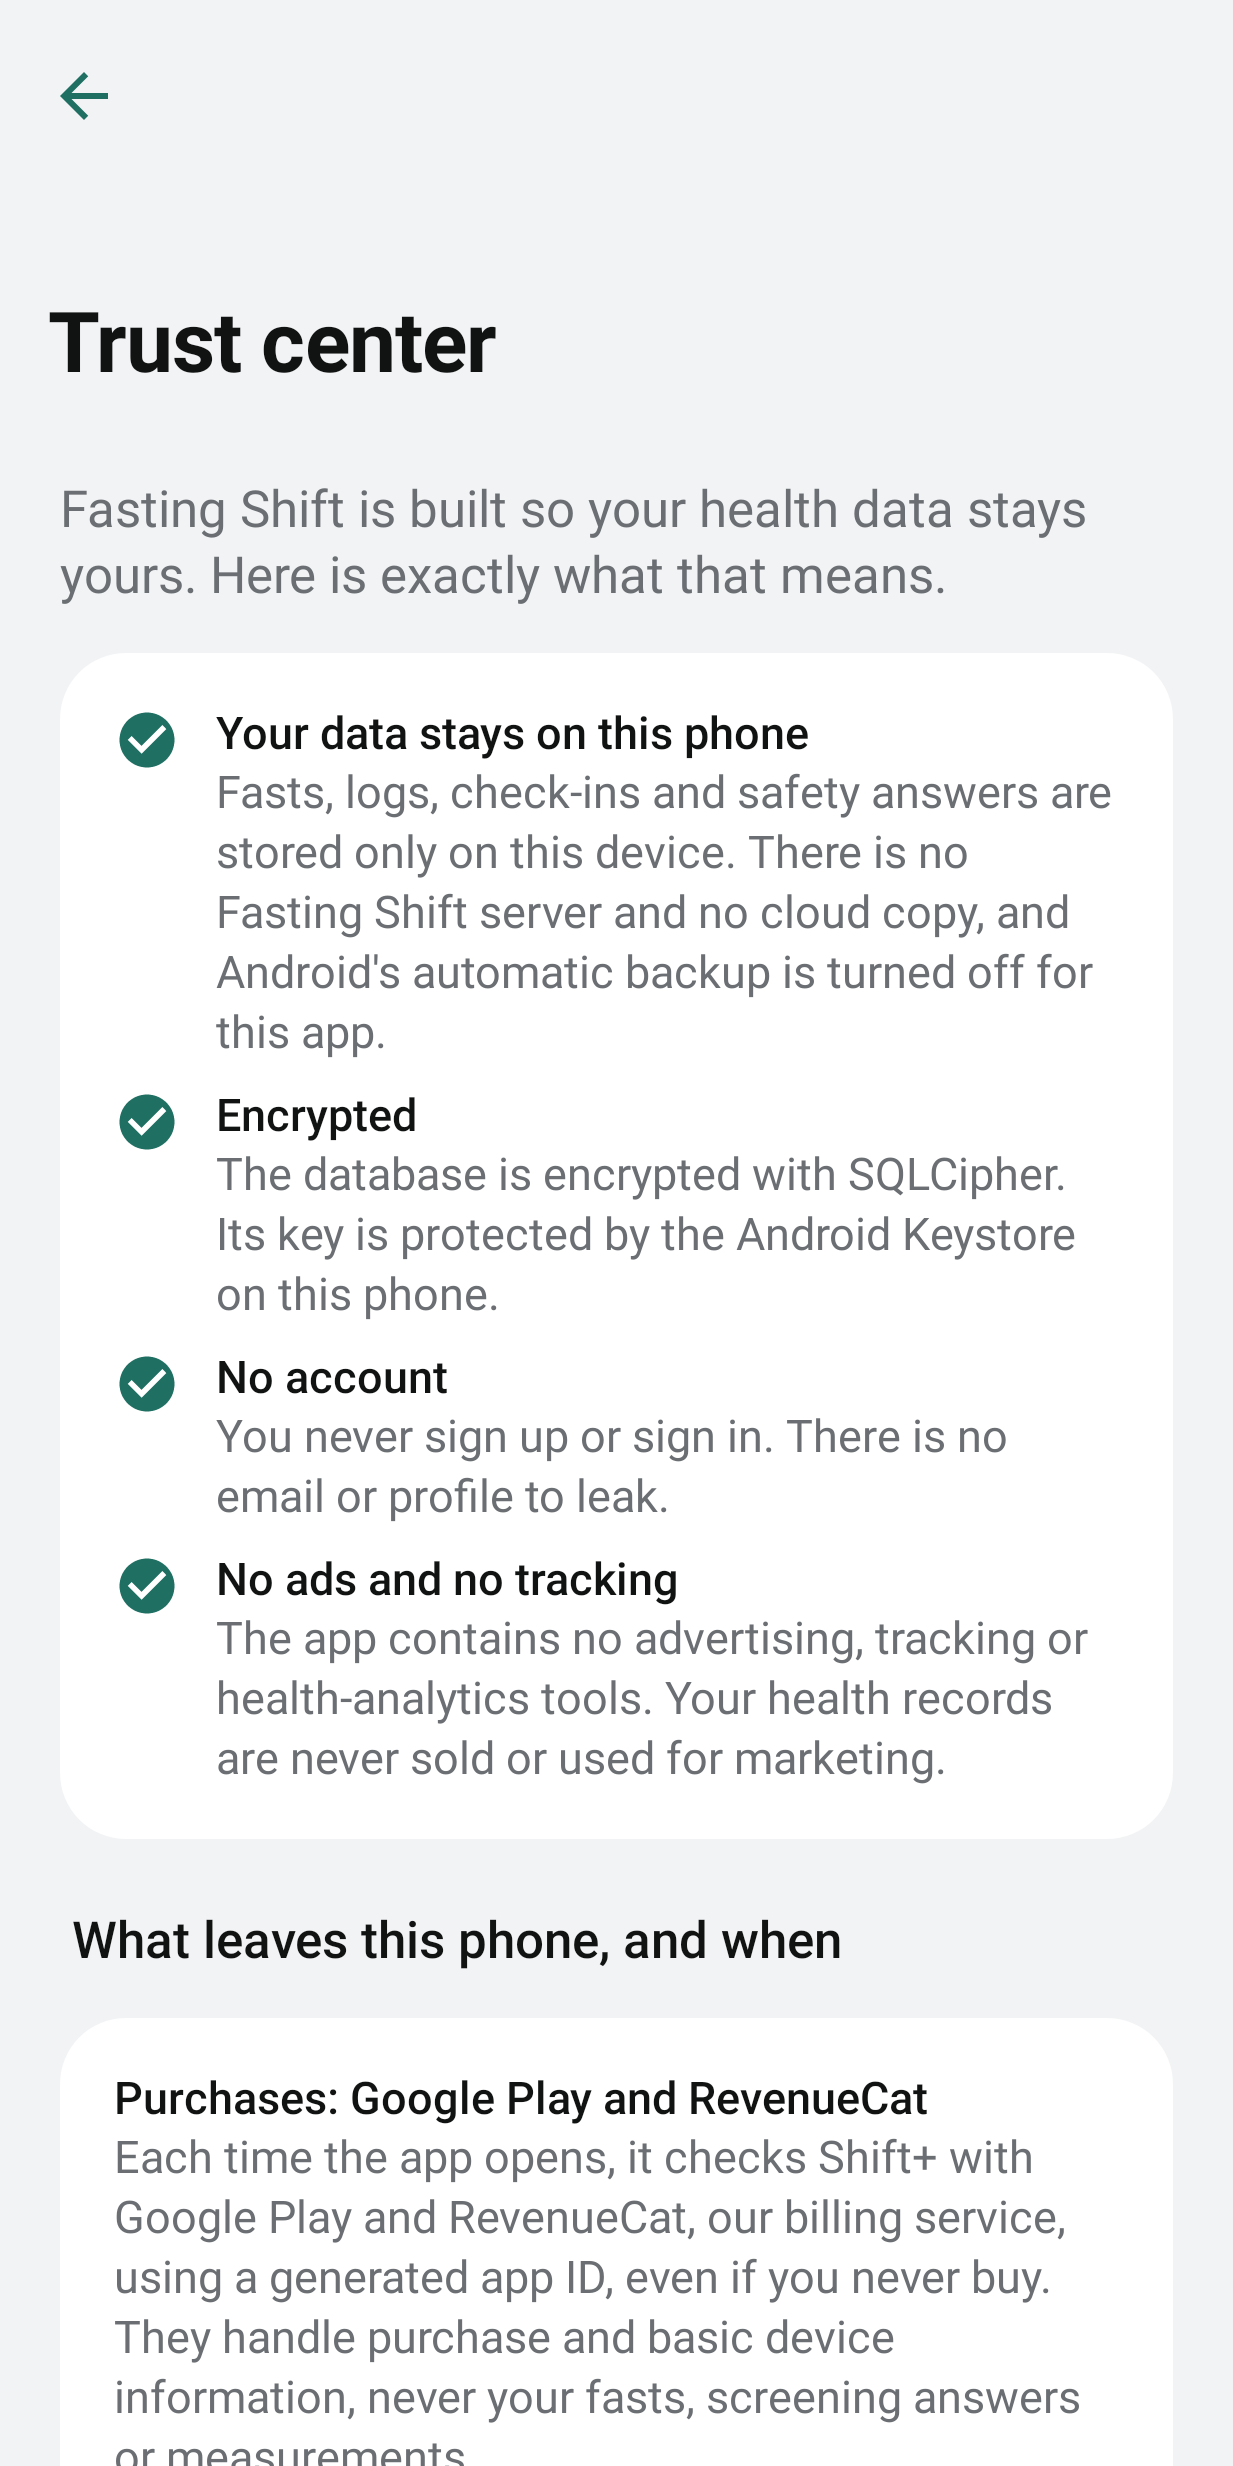 Trust center
Fasting Shift is built so your health data stays
yours. Here is exactly what that means.
Your data stays on this phone
Fasts, logs, check-ins and safety answers are
stored only on this device. There is no
Fasting Shift server and no cloud copy, and
Android's automatic backup is turned off for
this app.
Encrypted
The database is encrypted with SQLCipher.
Its key is protected by the Android Keystore
on this phone.
No account
You never sign up or sign in. There is no
email or profile to leak.
No ads and no tracking
The app contains no advertising, tracking or
health-analytics tools. Your health records
are never sold or used for marketing.
What leaves this phone, and when
Purchases: Google Play and RevenueCat
Each time the app opens, it checks Shift+ with
Google Play and RevenueCat, our billing service,
using a generated app ID, even if you never buy.
They handle purchase and basic device
information, never your fasts, screening answers
or measurements